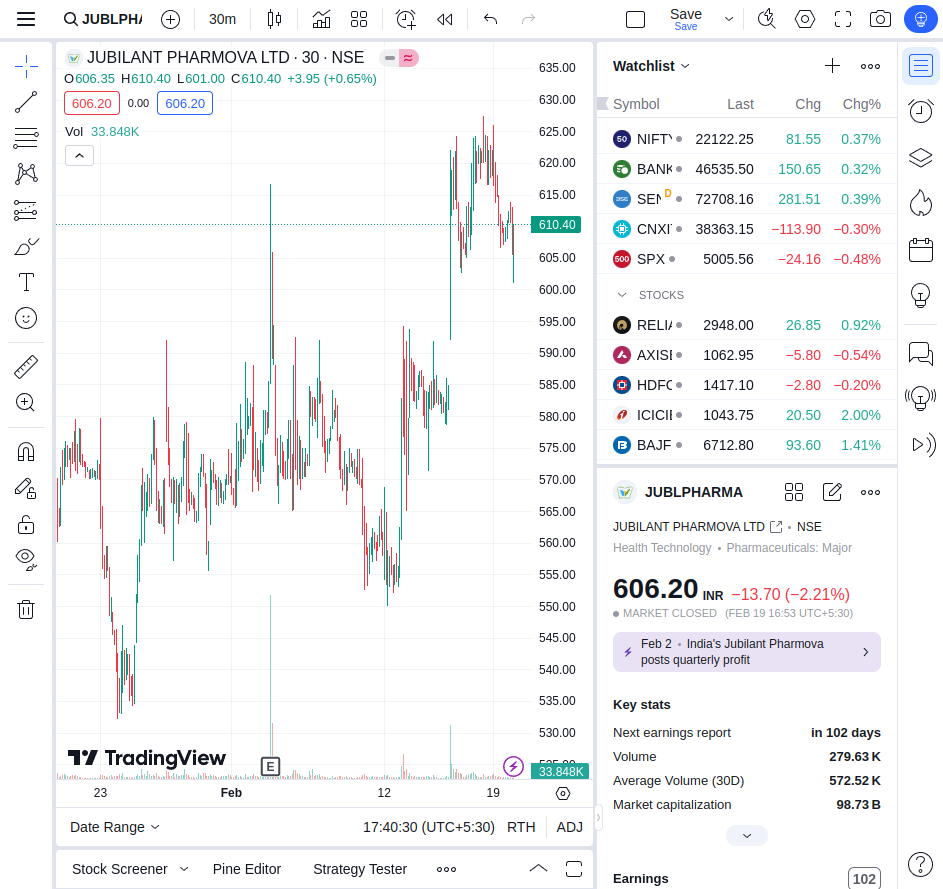 JUBLPHA 30m Save Save
JUBILANT PHARMOVA LTD · 30 · NSE
O606.35 H610.40 L601.00 C610.40 +3.95 (+0.65%)
606.20 0.00 606.20
Vol 33.848K
635.00
630.00
625.00
620.00
615.00
610.40
605.00
600.00
595.00
590.00
585.00
580.00
575.00
570.00
565.00
560.00
555.00
550.00
545.00
540.00
535.00
530.00
33.848K
TradingView
E
23 Feb 12 19
Date Range 17:40:30 (UTC+5:30) RTH ADJ
Stock Screener Pine Editor Strategy Tester
Watchlist
Symbol Last Chg Chg%
50 NIFTY 22122.25 81.55 0.37%
BANK 46535.50 150.65 0.32%
SEN D 72708.16 281.51 0.39%
CNXI 38363.15 −113.90 −0.30%
500 SPX 5005.56 −24.16 −0.48%
STOCKS
RELIA 2948.00 26.85 0.92%
AXISE 1062.95 −5.80 −0.54%
HDFC 1417.10 −2.80 −0.20%
ICICIE 1043.75 20.50 2.00%
BAJF 6712.80 93.60 1.41%
JUBLPHARMA
JUBILANT PHARMOVA LTD • NSE
Health Technology • Pharmaceuticals: Major
606.20 INR −13.70 (−2.21%)
MARKET CLOSED (FEB 19 16:53 UTC+5:30)
Feb 2 • India's Jubilant Pharmova
posts quarterly profit
Key stats
Next earnings report in 102 days
Volume 279.63 K
Average Volume (30D) 572.52 K
Market capitalization 98.73 B
Earnings 102